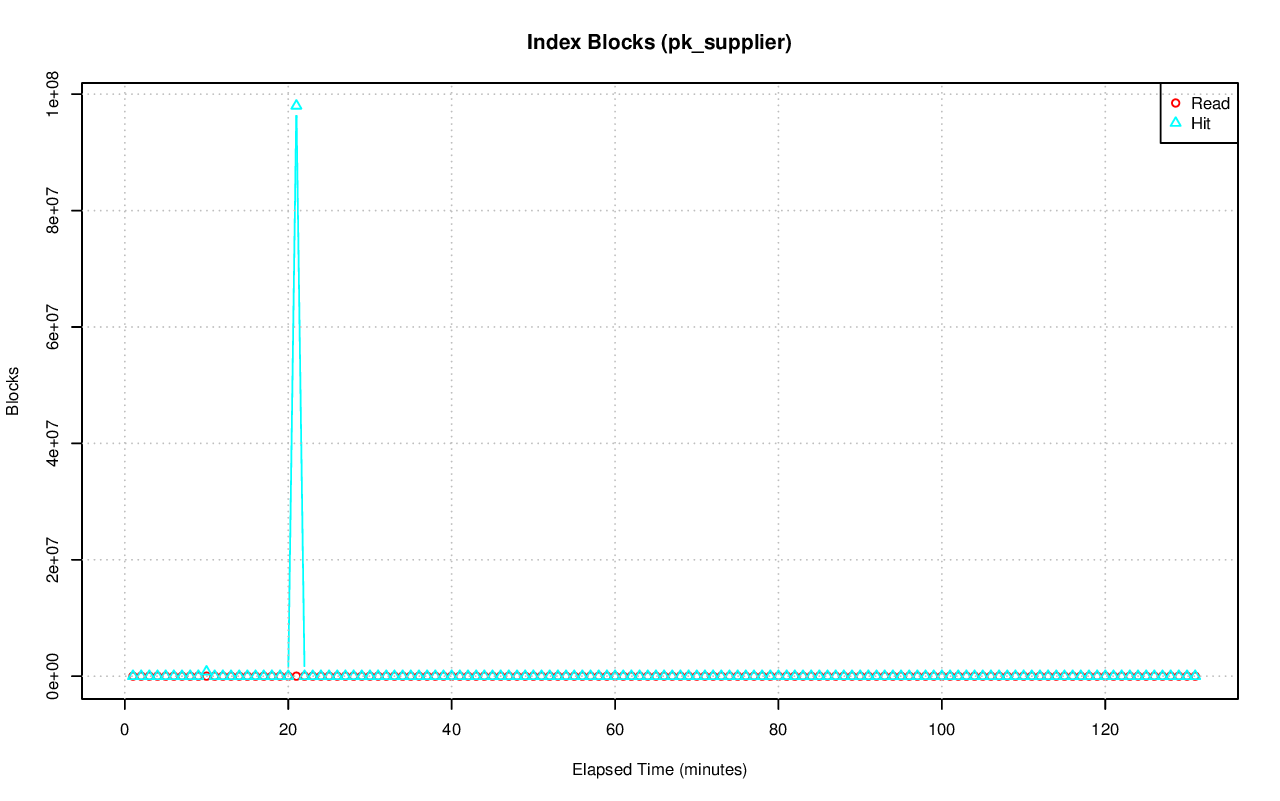 Index Blocks (pk_supplier)
Read
Hit
Blocks
1e+08
8e+07
6e+07
4e+07
2e+07
0e+00
0 20 40 60 80 100 120
Elapsed Time (minutes)